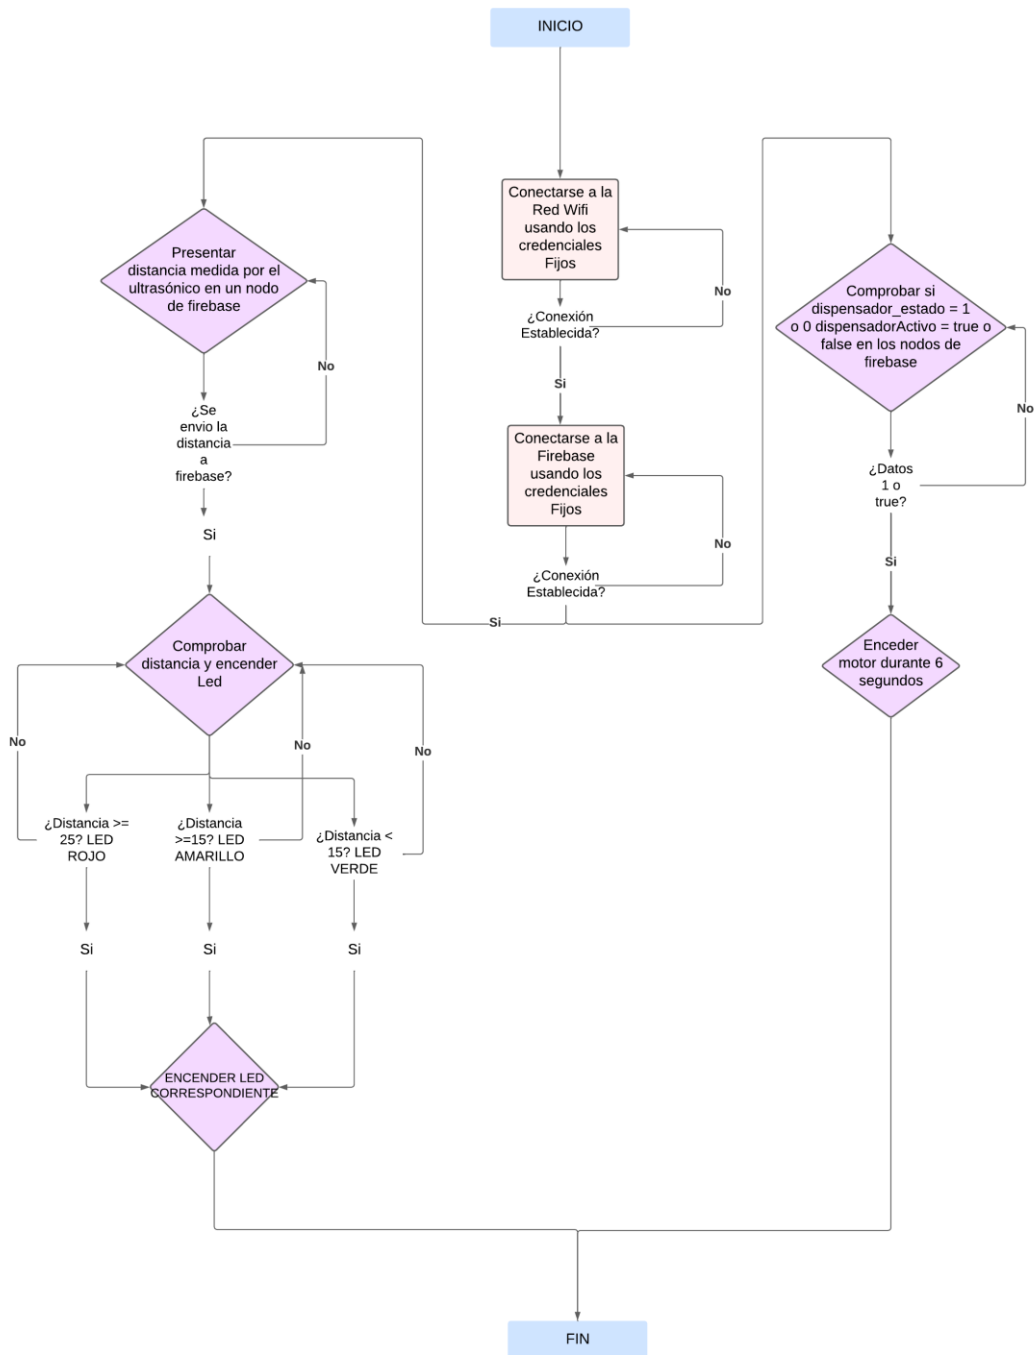 INICIO
Conectarse a la
Red Wifi
usando los
credenciales
Fijos
No
¿Conexión
Establecida?
Si
Conectarse a la
Firebase
usando los
credenciales
Fijos
No
¿Conexión
Establecida?
Si
Presentar
distancia medida por el
ultrasónico en un nodo
de firebase
No
¿Se
envio la
distancia
a
firebase?
Si
Comprobar
distancia y encender
Led
No
No
No
¿Distancia >=
25? LED
ROJO
¿Distancia
>=15? LED
AMARILLO
¿Distancia <
15? LED
VERDE
Si
Si
Si
ENCENDER LED
CORRESPONDIENTE
Comprobar si
dispensador_estado = 1
o 0 dispensadorActivo = true o
false en los nodos de
firebase
No
¿Datos
1 o
true?
Si
Enceder
motor durante 6
segundos
FIN